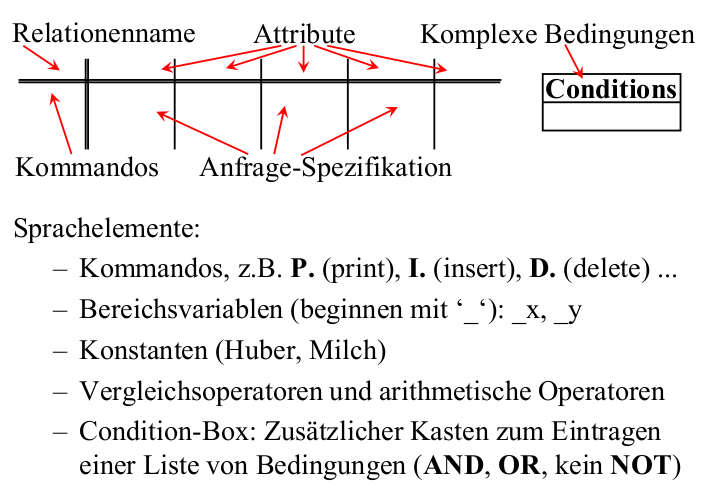 Relationenname Attribute Komplexe Bedingungen
Conditions
Kommandos Anfrage-Spezifikation
Sprachelemente:
– Kommandos, z.B. P. (print), I. (insert), D. (delete) ...
– Bereichsvariablen (beginnen mit ‘_‘): _x, _y
– Konstanten (Huber, Milch)
– Vergleichsoperatoren und arithmetische Operatoren
– Condition-Box: Zusätzlicher Kasten zum Eintragen
einer Liste von Bedingungen (AND, OR, kein NOT)